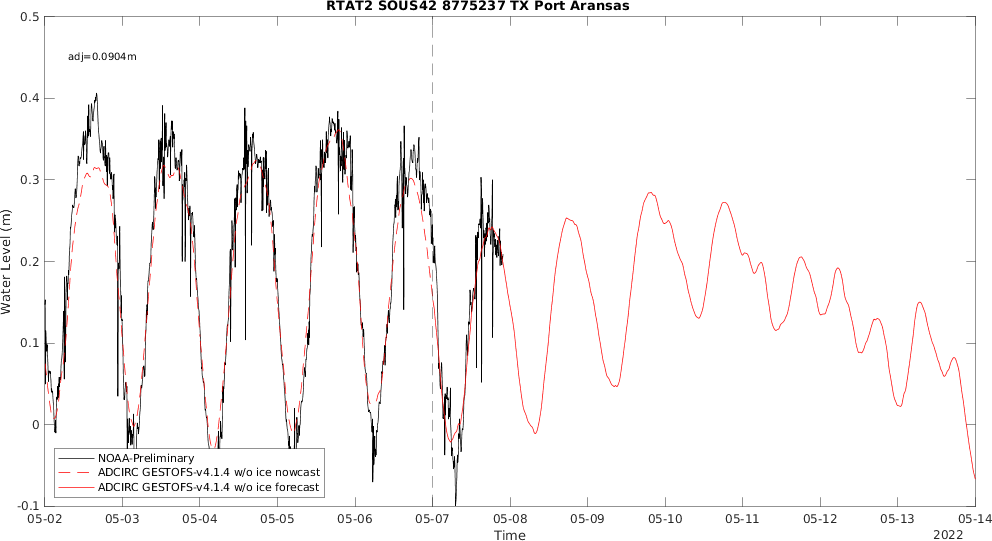 RTAT2 SOUS42 8775237 TX Port Aransas
0.5
adj=0.0904m
0.4
0.3
Water Level (m)
0.2
0.1
0
NOAA-Preliminary
ADCIRC GESTOFS-v4.1.4 w/o ice nowcast
ADCIRC GESTOFS-v4.1.4 w/o ice forecast
-0.1
05-02 05-03 05-04 05-05 05-06 05-07 05-08 05-09 05-10 05-11 05-12 05-13 05-14
Time
2022